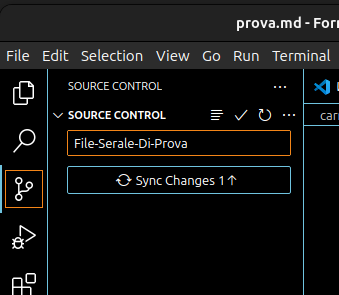 prova.md - For
File Edit Selection View Go Run Terminal
SOURCE CONTROL
SOURCE CONTROL
File-Serale-Di-Prova
Sync Changes 1↑